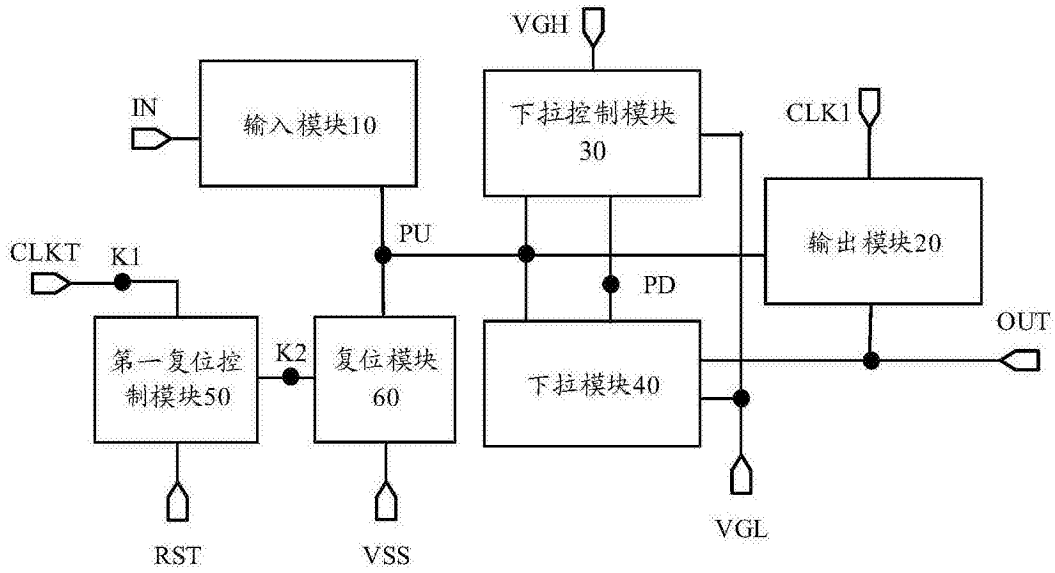 VGH
IN
输入模块10
下拉控制模块
30
CLK1
CLKT
K1
PU
输出模块20
PD
OUT
第一复位控
制模块50
K2
复位模块
60
下拉模块40
RST
VSS
VGL